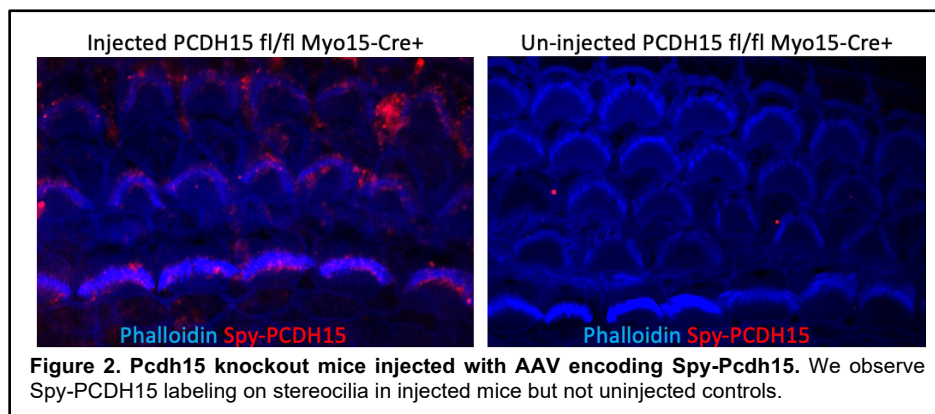 Injected PCDH15 fl/fl Myo15-Cre+
Un-injected PCDH15 fl/fl Myo15-Cre+
Phalloidin Spy-PCDH15
Phalloidin Spy-PCDH15
Figure 2. Pcdh15 knockout mice injected with AAV encoding Spy-Pcdh15. We observe
Spy-PCDH15 labeling on stereocilia in injected mice but not uninjected controls.